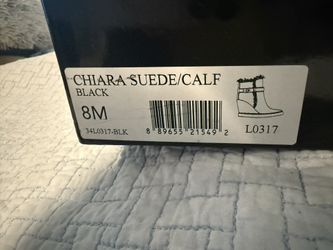 CHIARA SUEDE/CALF
BLACK
8M
34L0317-BLK
8 89655 21549 2
L0317